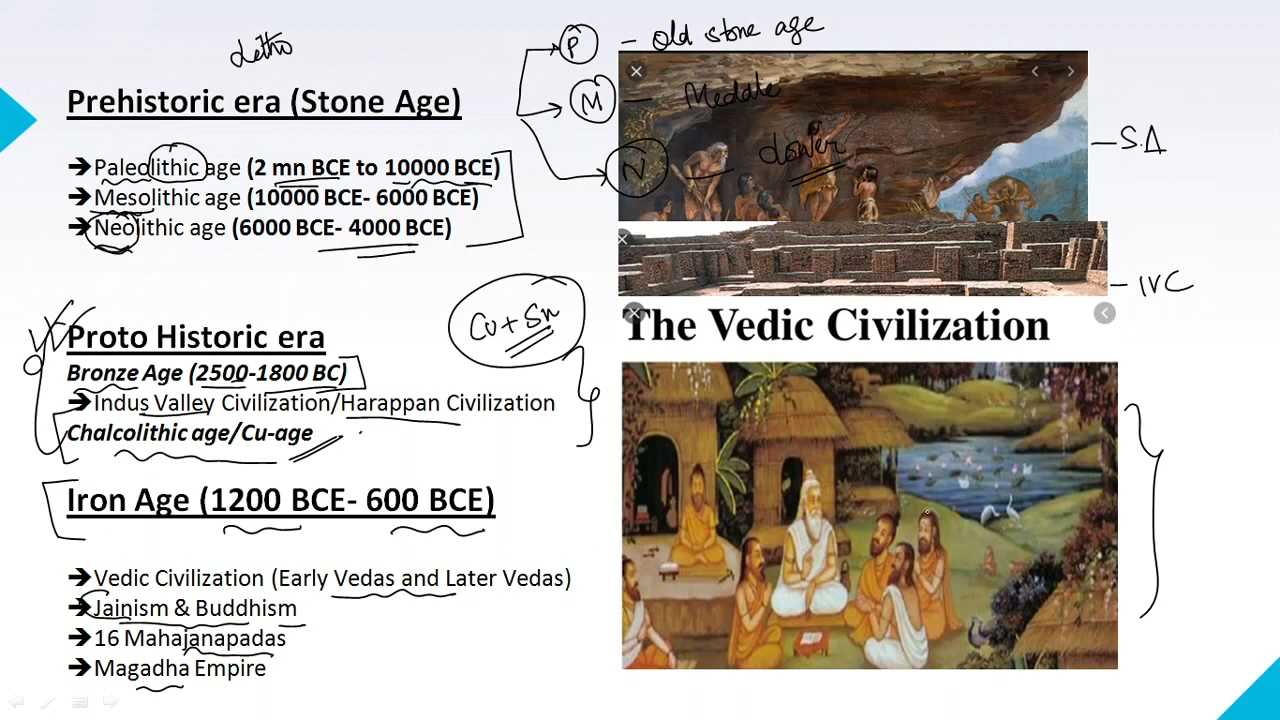 P - old stone age
Prehistoric era (Stone Age)
M - Meddle
N - Lower
- S.A
➔Paleolithic age (2 mn BCE to 10000 BCE)
➔Mesolithic age (10000 BCE- 6000 BCE)
➔Neolithic age (6000 BCE- 4000 BCE)
- IVC
Cu + Sn
Proto Historic era
Bronze Age (2500-1800 BC)
➔Indus Valley Civilization/Harappan Civilization
Chalcolithic age/Cu-age
The Vedic Civilization
Iron Age (1200 BCE- 600 BCE)
➔Vedic Civilization (Early Vedas and Later Vedas)
➔Jainism & Buddhism
➔16 Mahajanapadas
➔Magadha Empire